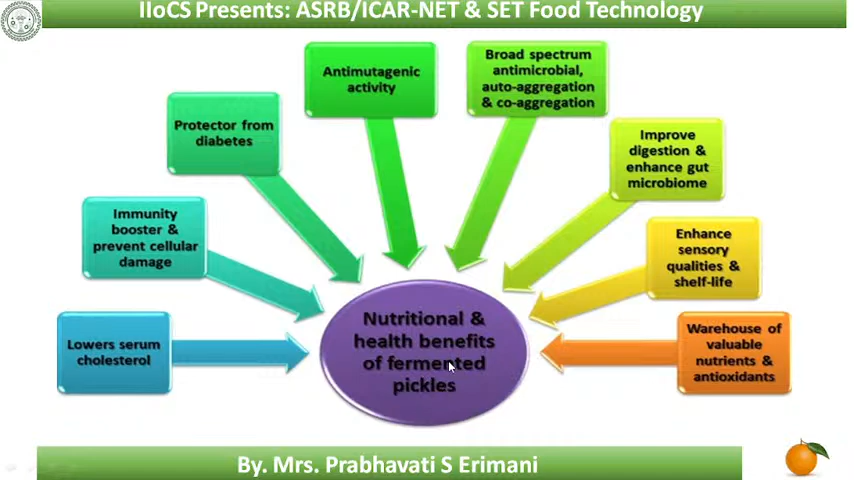 IIoCS Presents: ASRB/ICAR-NET & SET Food Technology
Lowers serum
cholesterol
Immunity
booster &
prevent cellular
damage
Protector from
diabetes
Antimutagenic
activity
Broad spectrum
antimicrobial,
auto-aggregation
& co-aggregation
Improve
digestion &
enhance gut
microbiome
Enhance
sensory
qualities &
shelf-life
Warehouse of
valuable
nutrients &
antioxidants
Nutritional &
health benefits
of fermented
pickles
By. Mrs. Prabhavati S Erimani